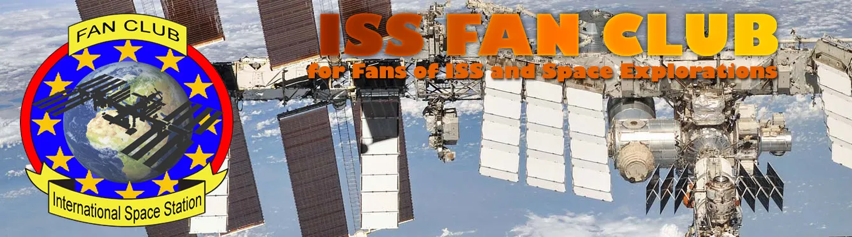 FAN CLUB
International Space Station
ISS FAN CLUB
for Fans of ISS and Space Explorations